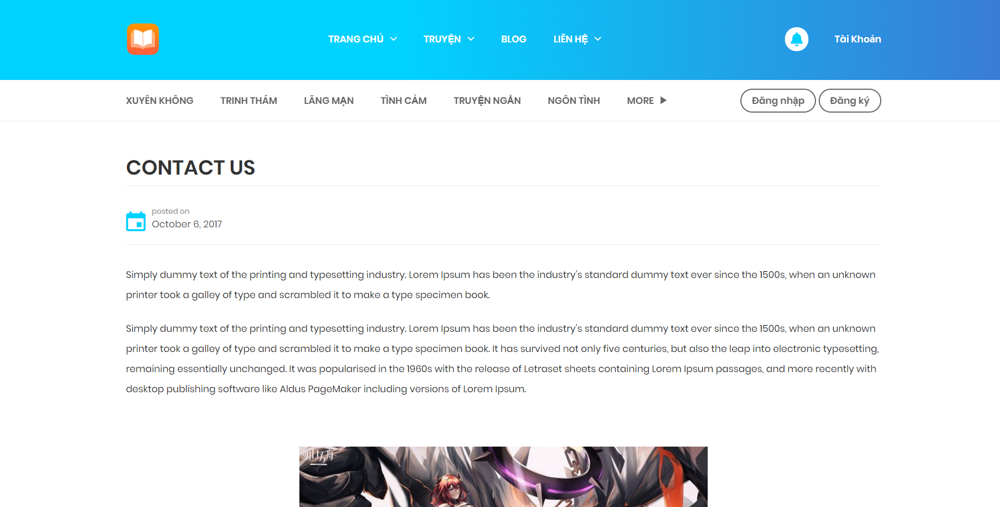 TRANG CHỦ TRUYỆN BLOG LIÊN HỆ Tài Khoản
XUYÊN KHÔNG TRINH THÁM LÃNG MẠN TÌNH CẢM TRUYỆN NGẮN NGÔN TÌNH MORE Đăng nhập Đăng ký
CONTACT US
posted on
October 6, 2017
Simply dummy text of the printing and typesetting industry. Lorem Ipsum has been the industry’s standard dummy text ever since the 1500s, when an unknown
printer took a galley of type and scrambled it to make a type specimen book.
Simply dummy text of the printing and typesetting industry. Lorem Ipsum has been the industry’s standard dummy text ever since the 1500s, when an unknown
printer took a galley of type and scrambled it to make a type specimen book. It has survived not only five centuries, but also the leap into electronic typesetting,
remaining essentially unchanged. It was popularised in the 1960s with the release of Letraset sheets containing Lorem Ipsum passages, and more recently with
desktop publishing software like Aldus PageMaker including versions of Lorem Ipsum.